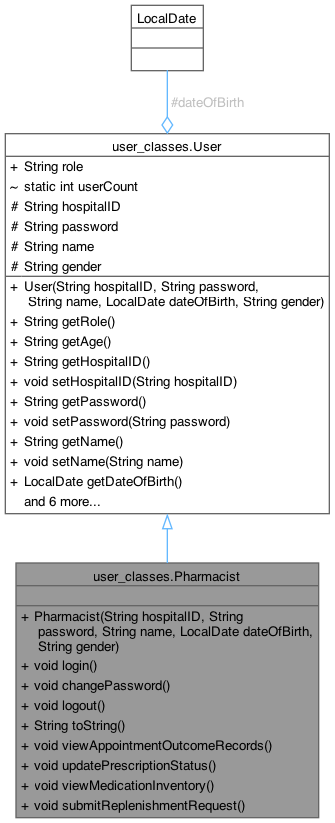 LocalDate
#dateOfBirth
user_classes.User
+ String role
~ static int userCount
# String hospitalID
# String password
# String name
# String gender
+ User(String hospitalID, String password,
String name, LocalDate dateOfBirth, String gender)
+ String getRole()
+ String getAge()
+ String getHospitalID()
+ void setHospitalID(String hospitalID)
+ String getPassword()
+ void setPassword(String password)
+ String getName()
+ void setName(String name)
+ LocalDate getDateOfBirth()
and 6 more...
user_classes.Pharmacist
+ Pharmacist(String hospitalID, String
password, String name, LocalDate dateOfBirth,
String gender)
+ void login()
+ void changePassword()
+ void logout()
+ String toString()
+ void viewAppointmentOutcomeRecords()
+ void updatePrescriptionStatus()
+ void viewMedicationInventory()
+ void submitReplenishmentRequest()